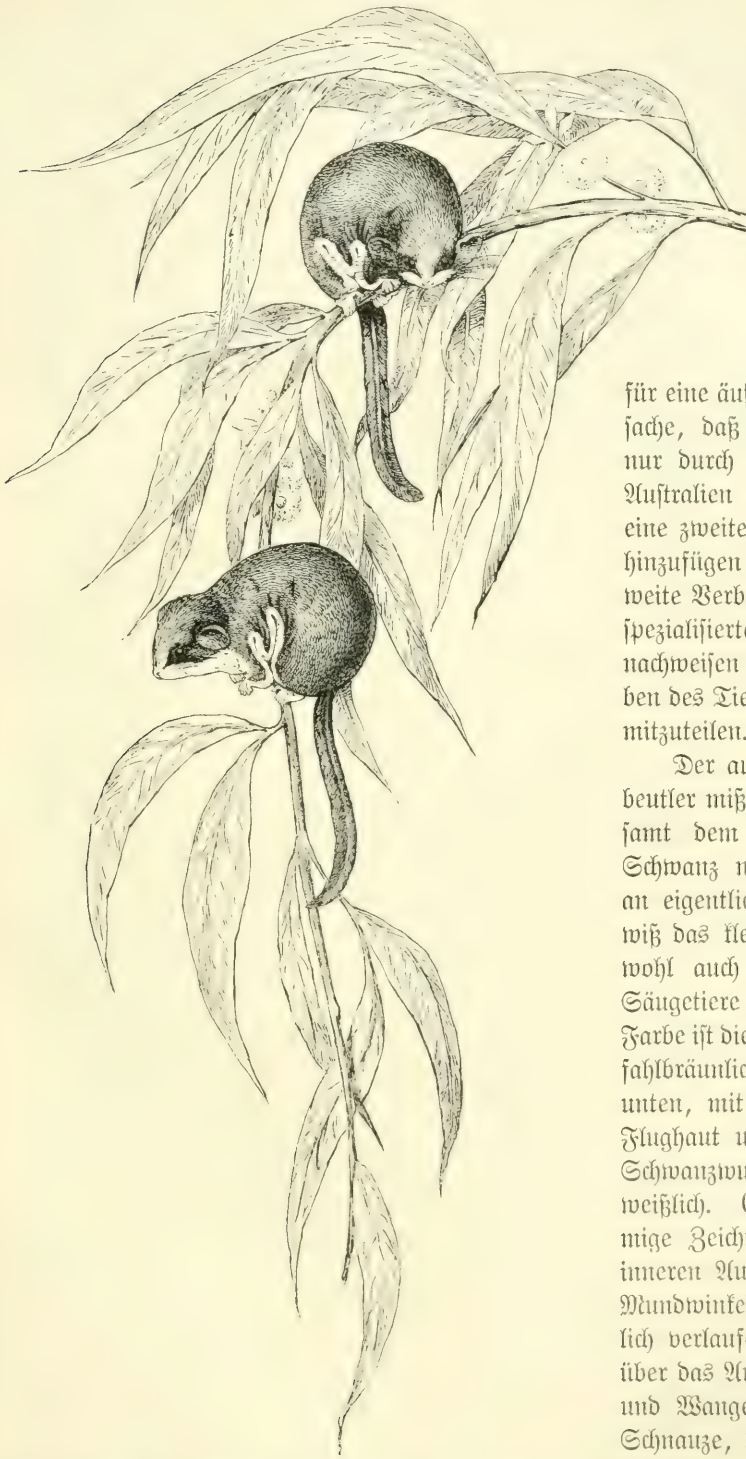 für eine äu
sache, daß
nur durch
Australien
eine zweite
hinzufügen
weite Verb
spezialisierte
nachweisen
ben des Tie
mitzuteilen.
Der au
beutler miß
samt dem
Schwanz n
an eigentlic
wiß das kle
wohl auch
Säugetiere
Farbe ist die
fahlbräunlic
unten, mit
Flughaut u
Schwanzwu
weißlich.
mige Zeich
inneren Au
Mundwinke
lich verlauf
über das A
und Wange
Schnauze,